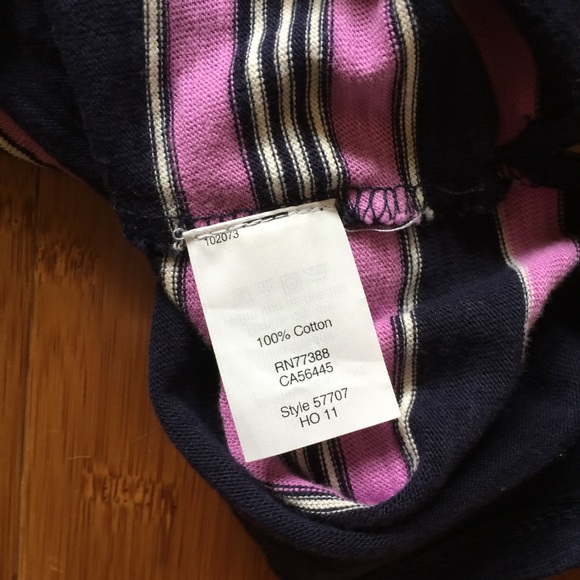 102073
100% Cotton
RN77388
CA56445
Style 57707
HO 11